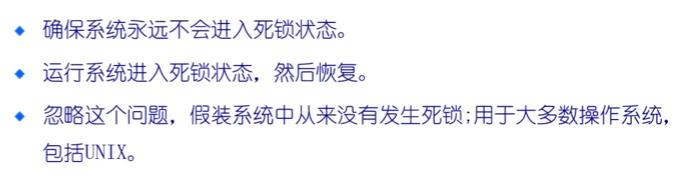 确保系统永远不会进入死锁状态。
运行系统进入死锁状态，然后恢复。
忽略这个问题，假装系统中从来没有发生死锁;用于大多数操作系统，
包括UNIX。